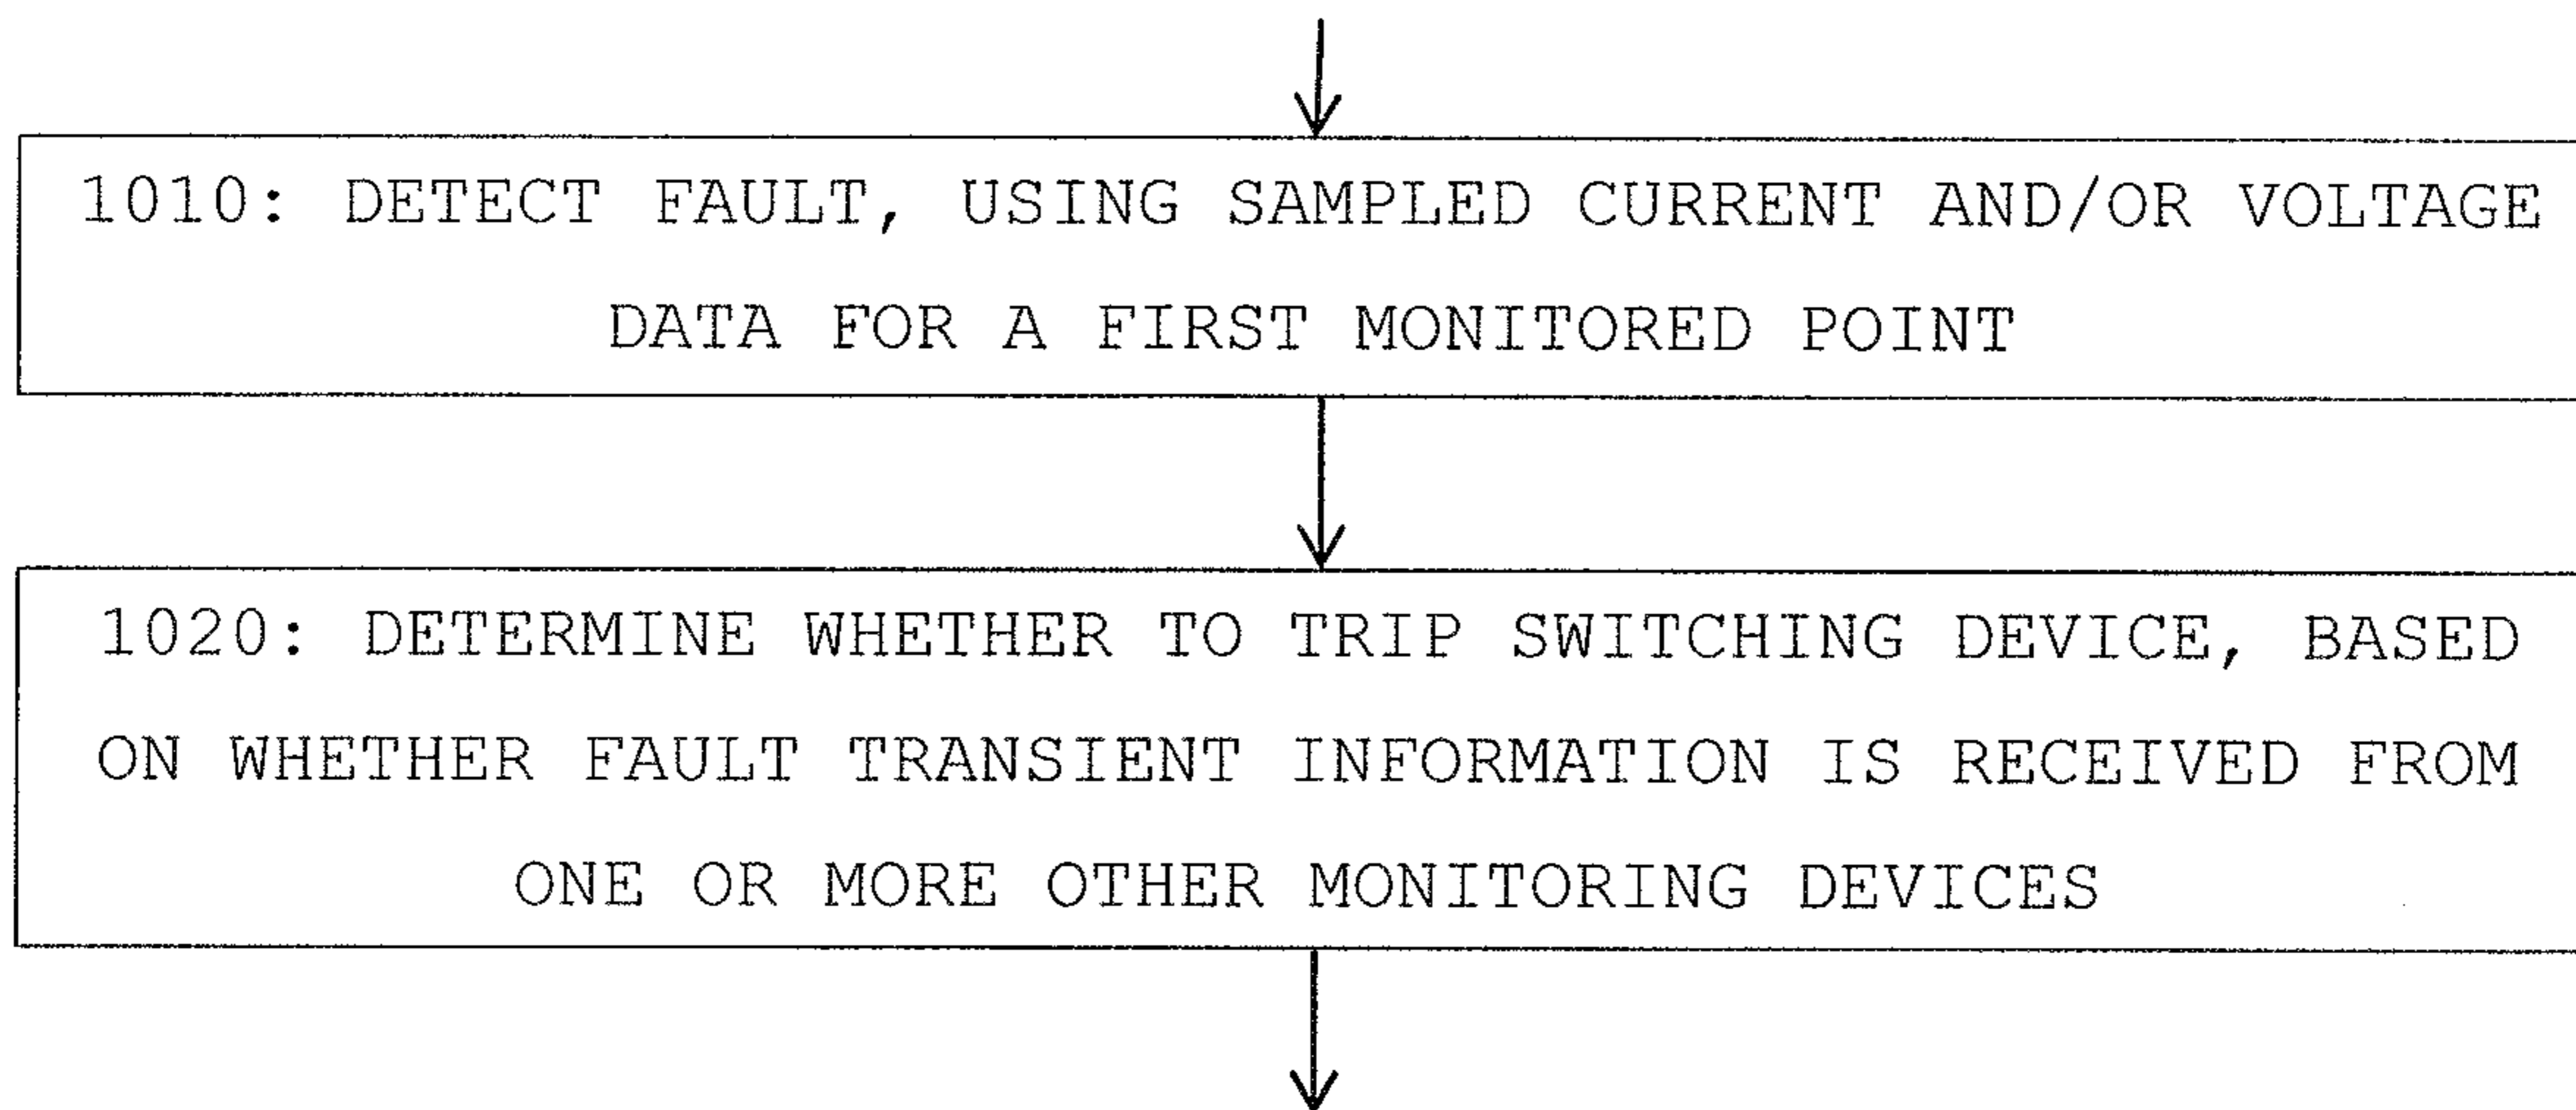 1010: DETECT FAULT, USING SAMPLED CURRENT AND/OR VOLTAGE
DATA FOR A FIRST MONITORED POINT
1020: DETERMINE WHETHER TO TRIP SWITCHING DEVICE, BASED
ON WHETHER FAULT TRANSIENT INFORMATION IS RECEIVED FROM
ONE OR MORE OTHER MONITORING DEVICES